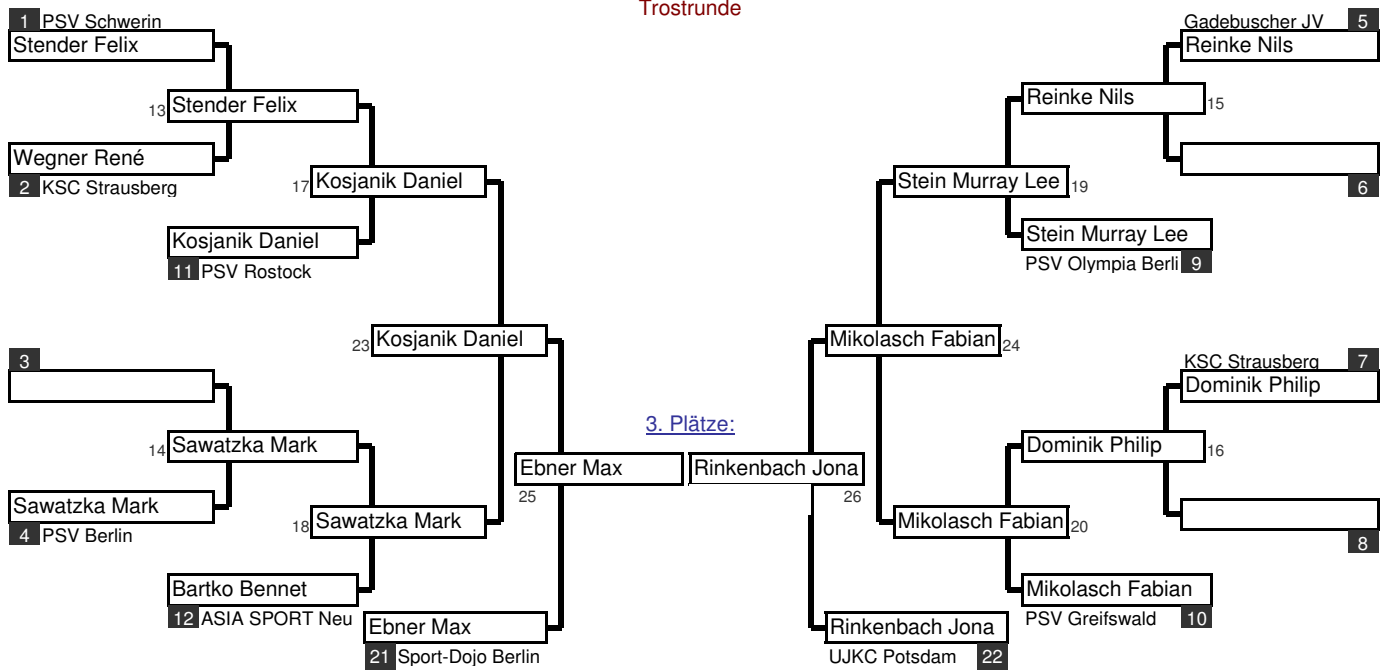 Trostrunde
1 PSV Schwerin
Stender Felix
13 Stender Felix
Wegner René
2 KSC Strausberg
17 Kosjanik Daniel
Kosjanik Daniel
11 PSV Rostock
23 Kosjanik Daniel
3
14 Sawatzka Mark
Sawatzka Mark
4 PSV Berlin
18 Sawatzka Mark
Bartko Bennet
12 ASIA SPORT Neu
Ebner Max
21 Sport-Dojo Berlin
3. Plätze:
Ebner Max
25
Rinkenbach Jona
26
Gadebuscher JV 5
Reinke Nils
Reinke Nils 15
6
Stein Murray Lee 19
Stein Murray Lee
PSV Olympia Berli 9
Mikolasch Fabian 24
KSC Strausberg 7
Dominik Philip
Dominik Philip 16
8
Mikolasch Fabian 20
Mikolasch Fabian
PSV Greifswald 10
Rinkenbach Jona
UJKC Potsdam 22